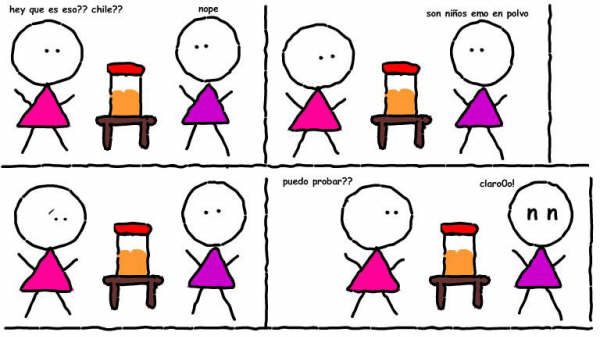 hey que es eso?? chile??
nope
son niños emo en polvo
puedo probar??
claroOo!
n n